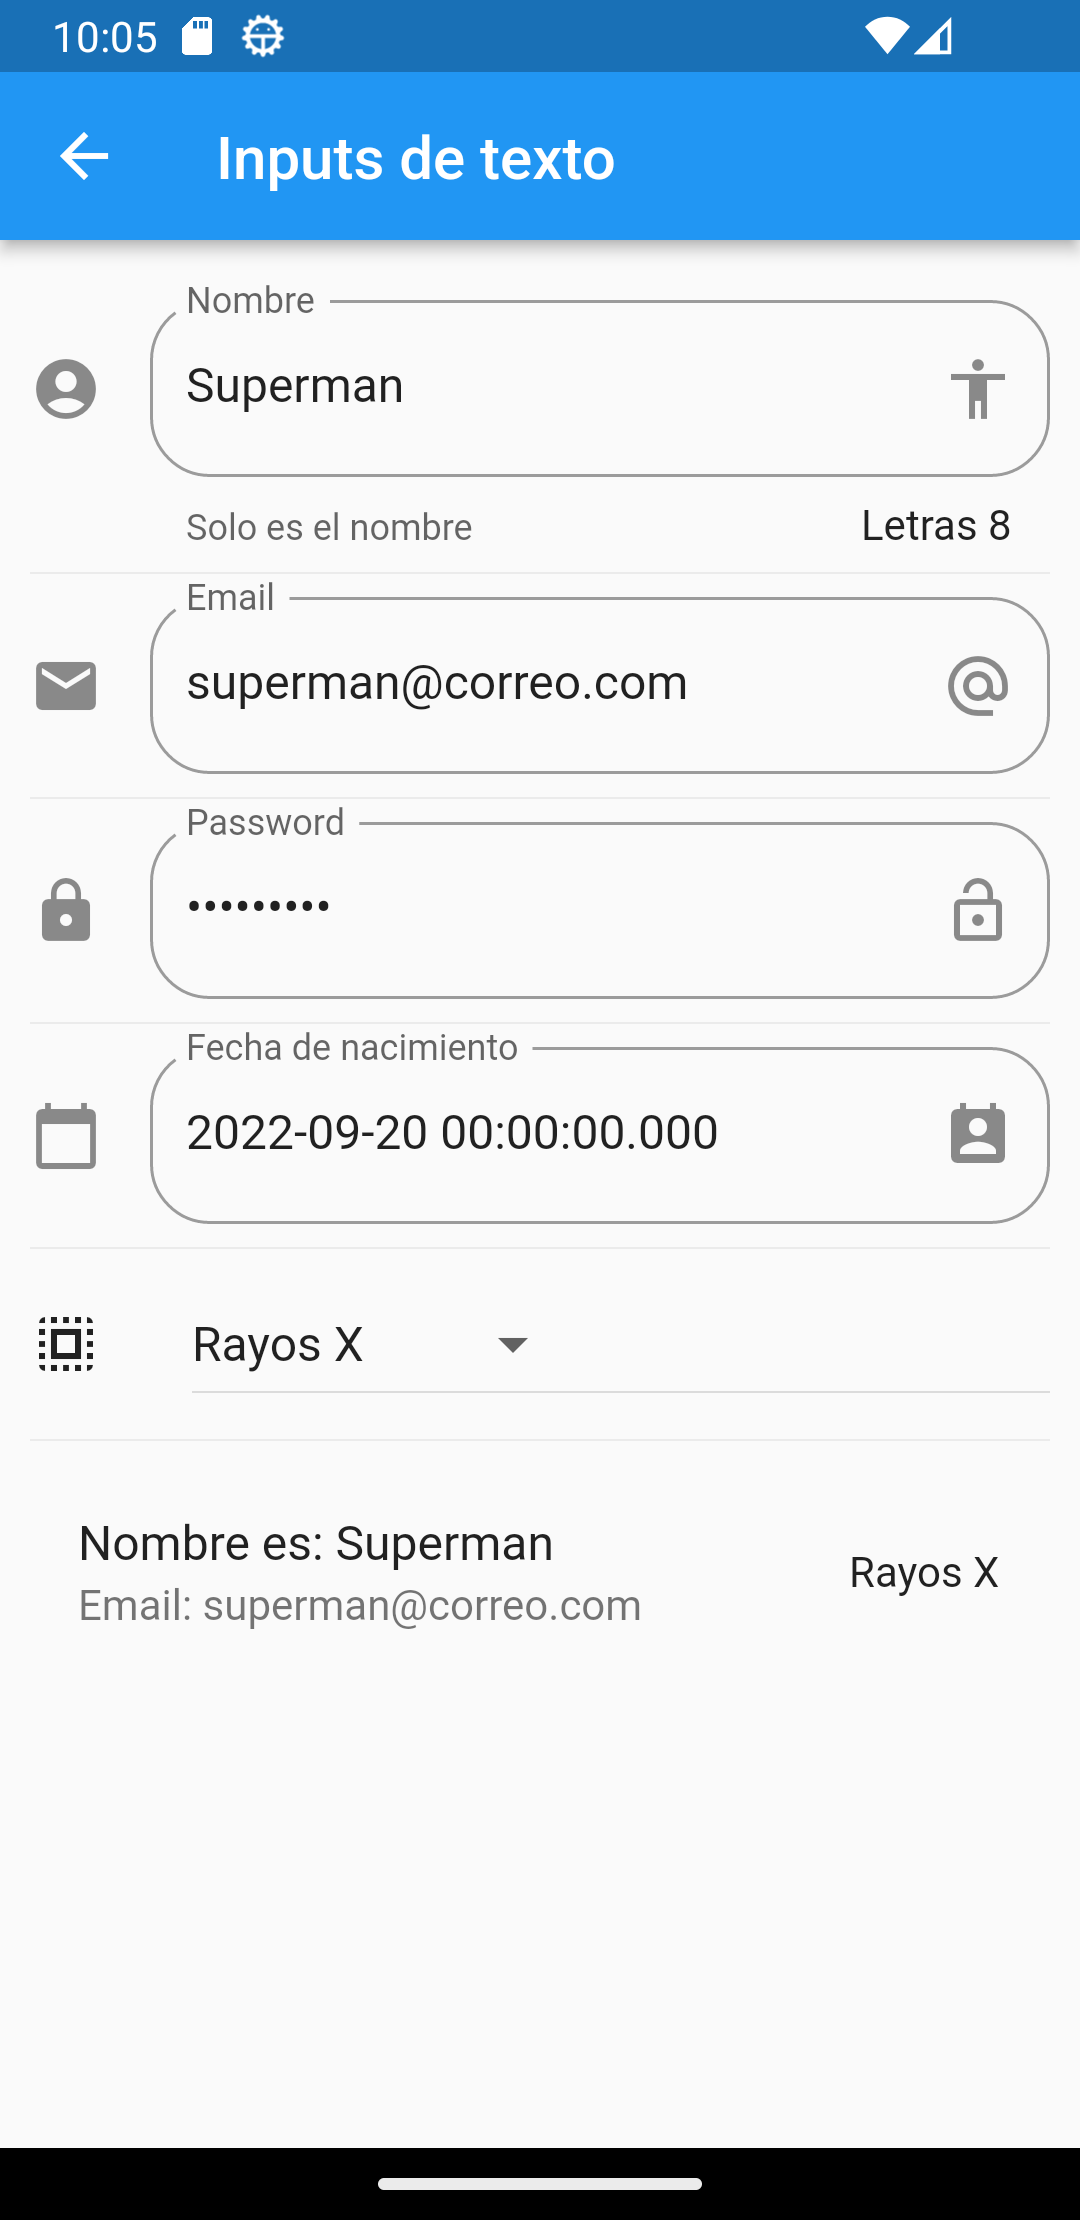 10:05
Inputs de texto
Nombre
Superman
Solo es el nombre Letras 8
Email
superman@correo.com
Password
•••••••••
Fecha de nacimiento
2022-09-20 00:00:00.000
Rayos X
Nombre es: Superman
Rayos X
Email: superman@correo.com